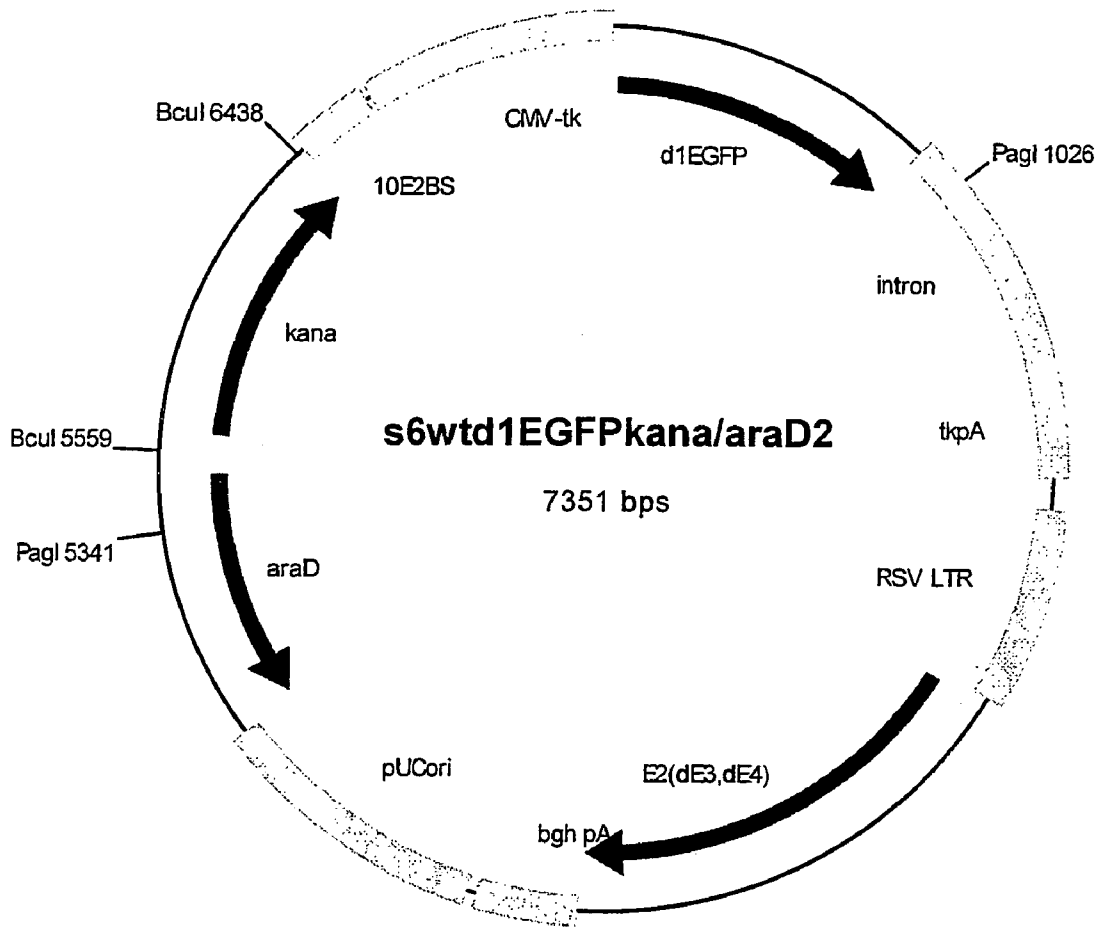 BcuI 6438
CMV-tk
d1EGFP
PagI 1026
10E2BS
intron
kana
BcuI 5559
s6wtd1EGFPkana/araD2
tkpA
7351 bps
PagI 5341
araD
RSV LTR
pUCori
E2(dE3,dE4)
bgh pA